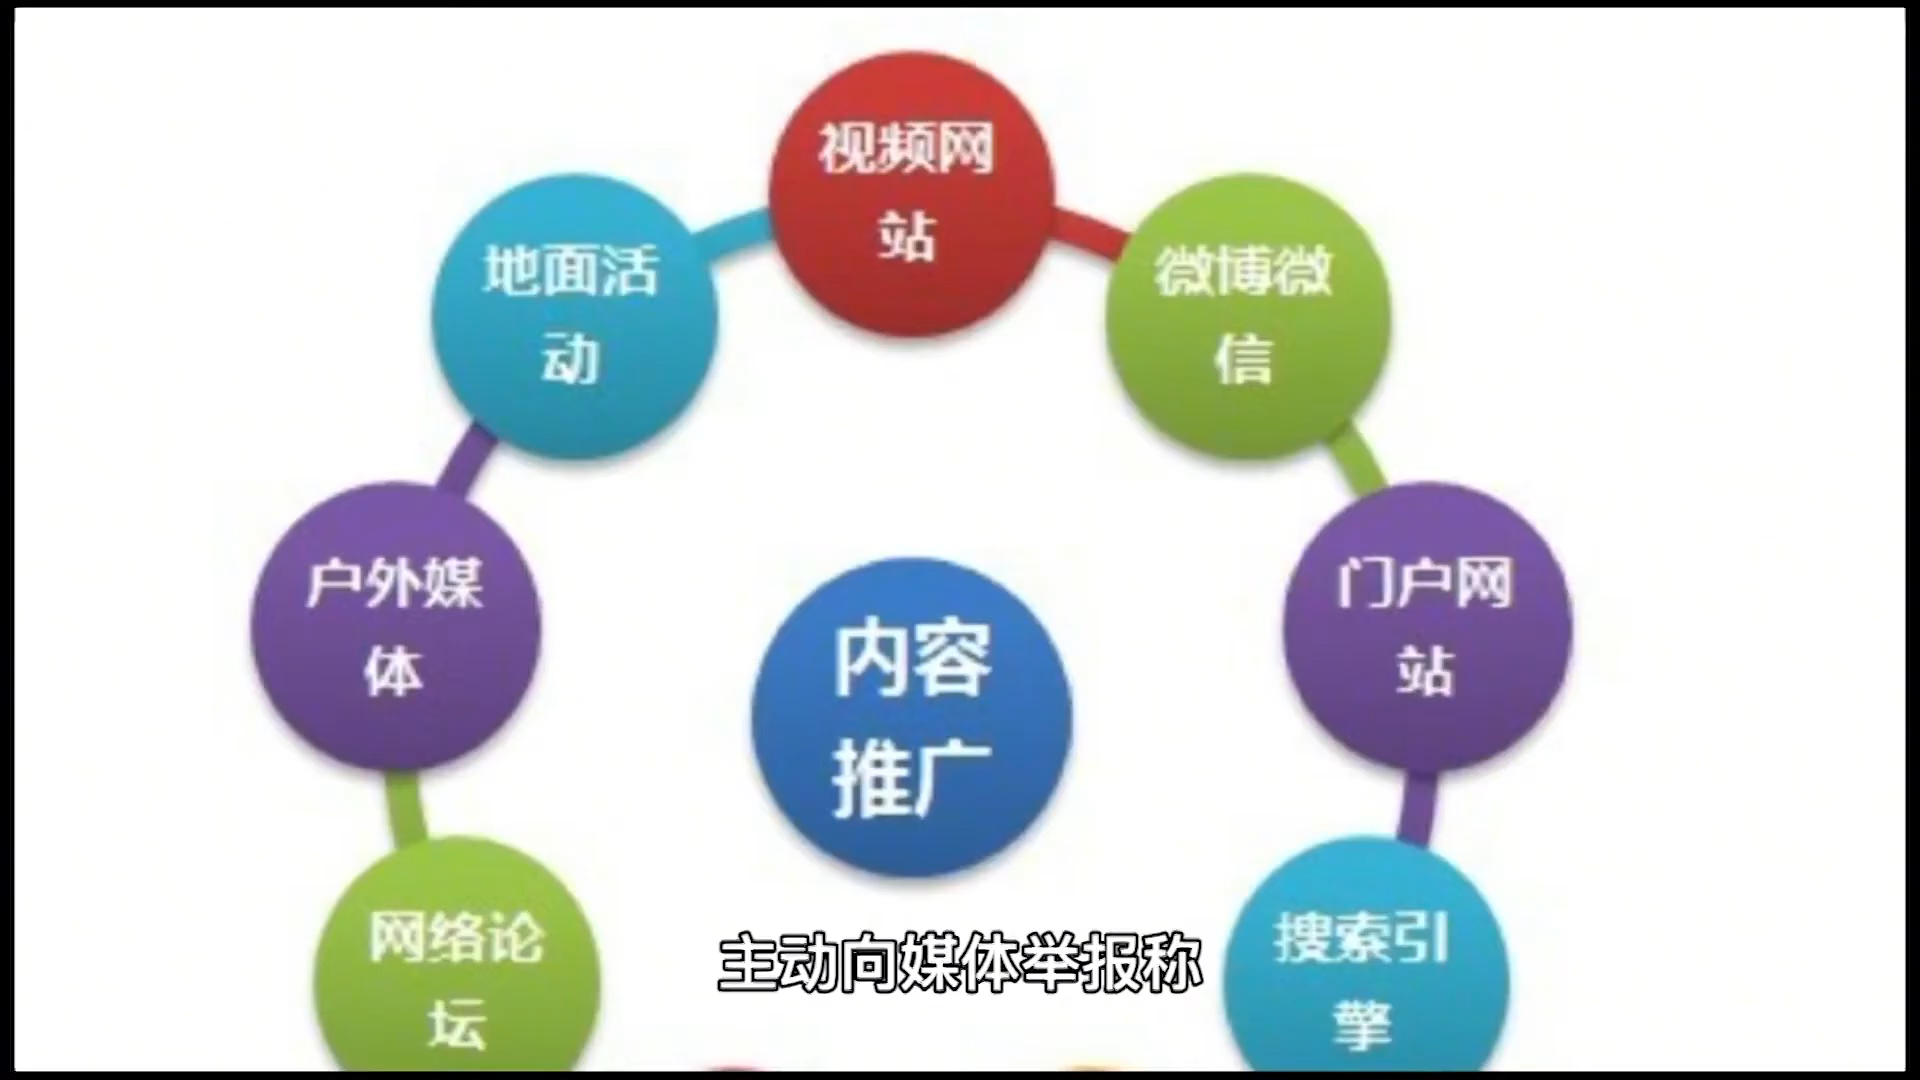 视频网
站
地面活
动
微博微
信
户外媒
体
门户网
站
内容
推广
网络论
坛
搜索引
擎
主动向媒体举报称